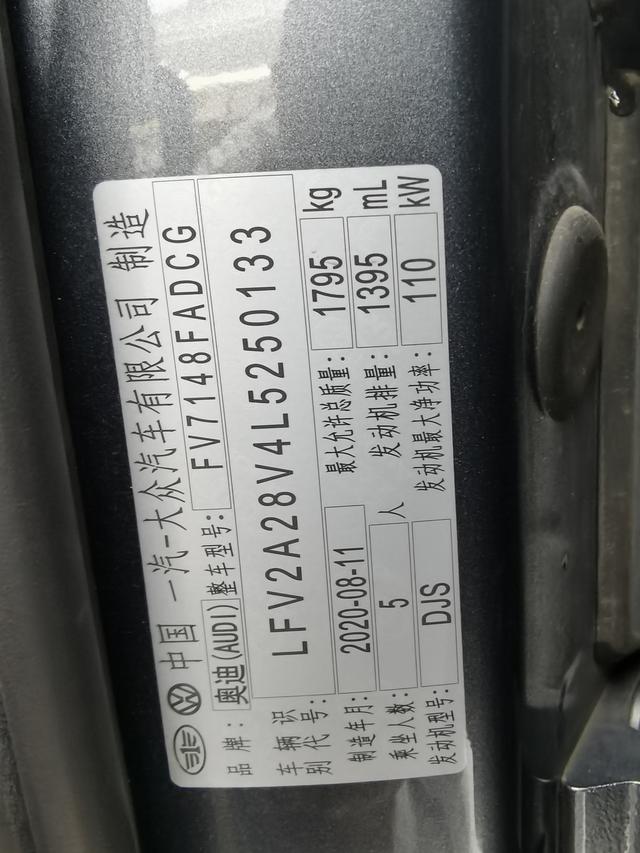 中国 一汽-大众汽车有限公司 制造
品牌: 奥迪(AUDI) 整车型号: FV7148FADCG
车辆识别代号: LFV2A28V4L5250133
制造年月: 2020-08-11 最大允许总质量: 1795 kg
乘坐人数: 5 人 发动机排量: 1395 mL
发动机型号: DJS 发动机最大净功率: 110 kW